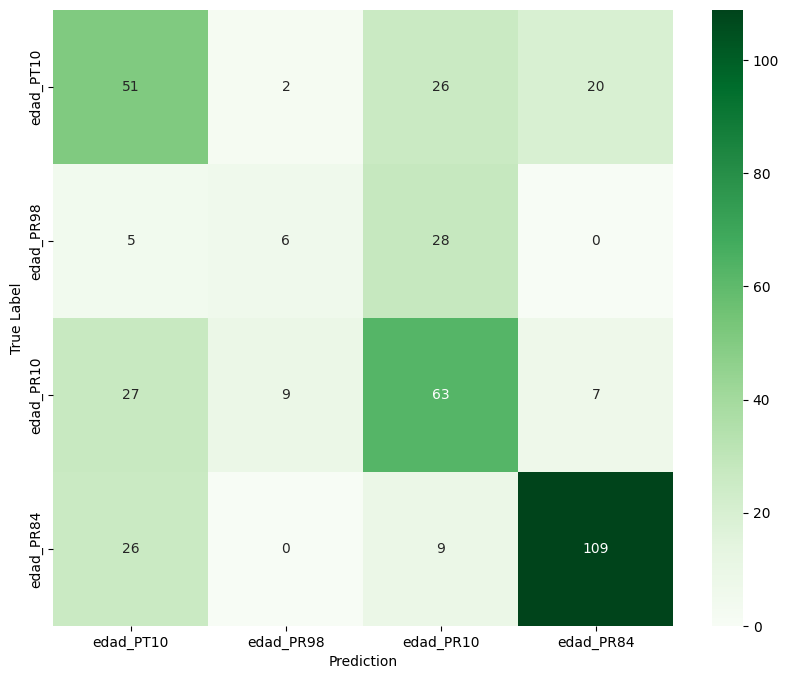 True Label
edad_PT10
51 2 26 20
edad_PR98
5 6 28 0
edad_PR10
27 9 63 7
edad_PR84
26 0 9 109
edad_PT10 edad_PR98 edad_PR10 edad_PR84
Prediction
100
80
60
40
20
0